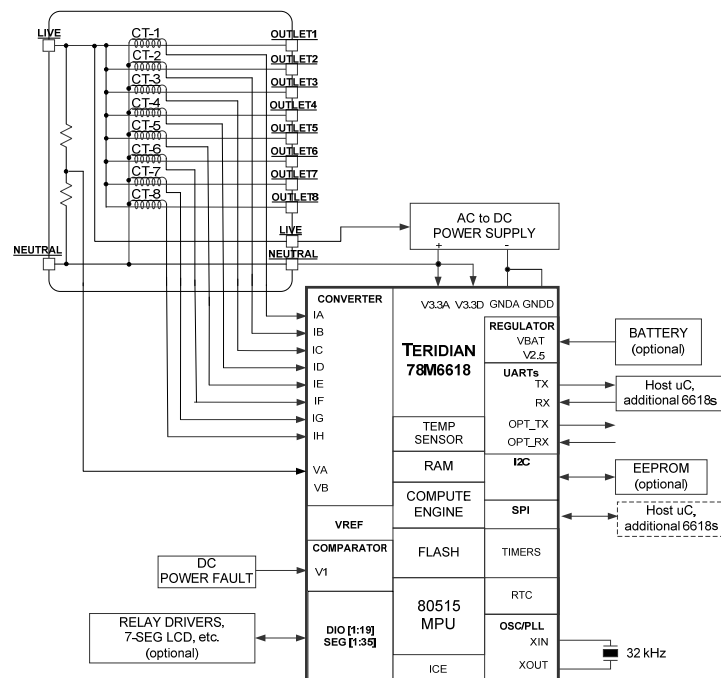 LIVE
CT-1
OUTLET1
CT-2
OUTLET2
CT-3
OUTLET3
CT-4
OUTLET4
CT-5
OUTLET5
CT-6
OUTLET6
CT-7
OUTLET7
CT-8
OUTLET8
LIVE
NEUTRAL
NEUTRAL
AC to DC
POWER SUPPLY
+ -
CONVERTER
IA
IB
IC
ID
IE
IF
IG
IH
VA
VB
VREF
COMPARATOR
V1
DIO [1:19]
SEG [1:35]
V3.3A V3.3D GNDA GNDD
TERIDIAN
78M6618
TEMP
SENSOR
RAM
COMPUTE
ENGINE
FLASH
80515
MPU
ICE
REGULATOR
VBAT
V2.5
UARTs
TX
RX
OPT_TX
OPT_RX
I2C
SPI
TIMERS
RTC
OSC/PLL
XIN
XOUT
BATTERY
(optional)
Host uC,
additional 6618s
EEPROM
(optional)
Host uC,
additional 6618s
32 kHz
DC
POWER FAULT
RELAY DRIVERS,
7-SEG LCD, etc.
(optional)